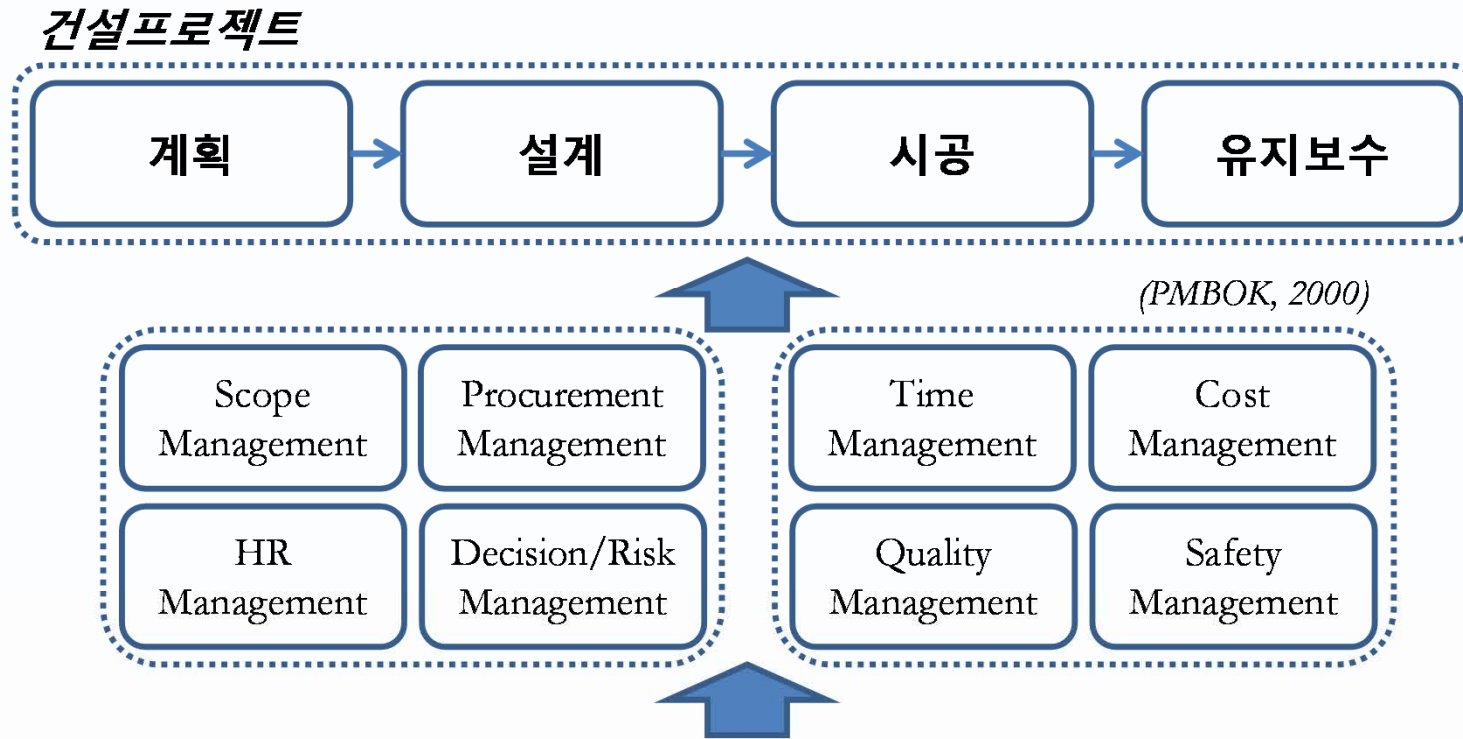 건설프로젝트
계획
설계
시공
유지보수
(PMBOK, 2000)
Scope
Management
Procurement
Management
Time
Management
Cost
Management
HR
Management
Decision/Risk
Management
Quality
Management
Safety
Management